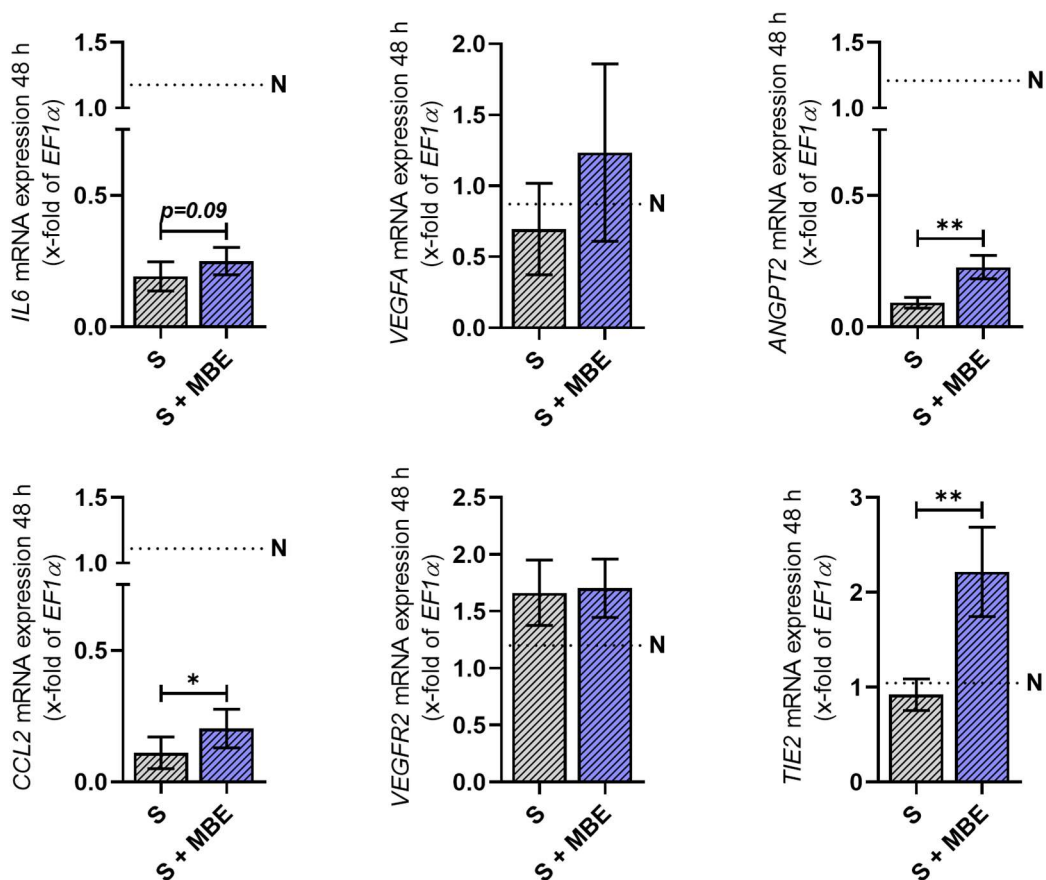 IL6 mRNA expression 48 h
(x-fold of EF1α)
1.5
1.0
0.5
0.0
N
p=0.09
S
S + MBE
VEGFA mRNA expression 48 h
(x-fold of EF1α)
2.0
1.5
1.0
0.5
0.0
N
S
S + MBE
ANGPT2 mRNA expression 48 h
(x-fold of EF1α)
1.5
1.0
0.5
0.0
N
**
S
S + MBE
CCL2 mRNA expression 48 h
(x-fold of EF1α)
1.5
1.0
0.5
0.0
N
*
S
S + MBE
VEGFR2 mRNA expression 48 h
(x-fold of EF1α)
2.5
2.0
1.5
1.0
0.5
0.0
N
S
S + MBE
TIE2 mRNA expression 48 h
(x-fold of EF1α)
3
2
1
0
N
**
S
S + MBE